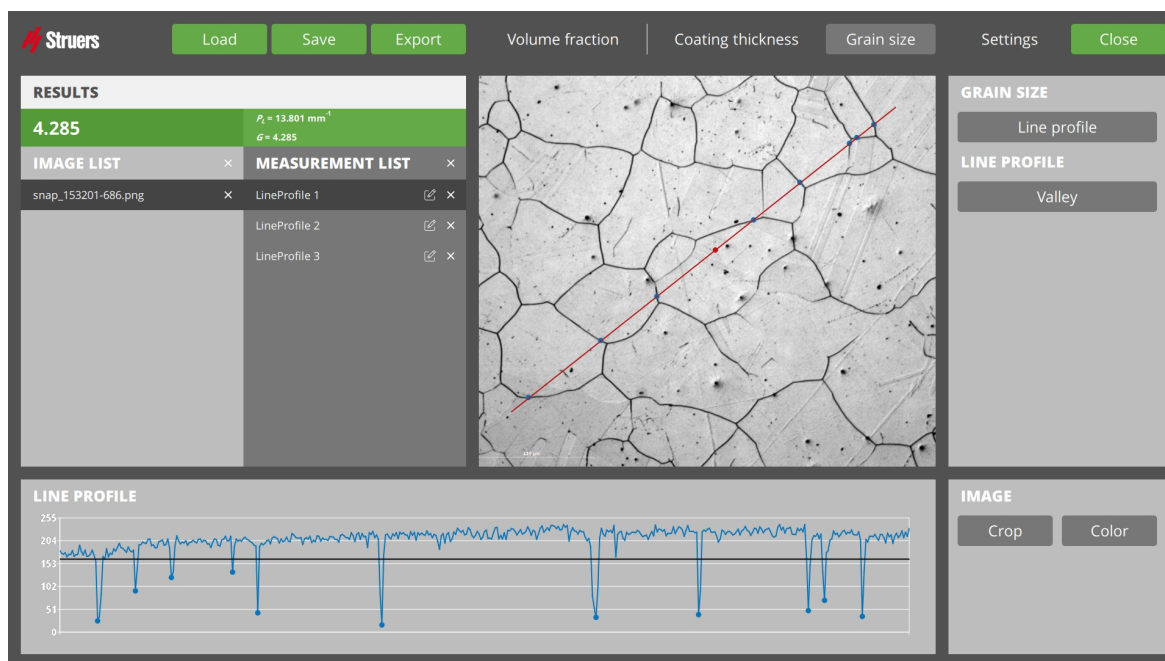 Struers
Load
Save
Export
Volume fraction
Coating thickness
Grain size
Settings
Close
RESULTS
4.285
P_L = 13.801 mm⁻¹
G = 4.285
IMAGE LIST ×
MEASUREMENT LIST ×
snap_153201-686.png ×
LineProfile 1 ×
LineProfile 2 ×
LineProfile 3 ×
GRAIN SIZE
Line profile
LINE PROFILE
Valley
LINE PROFILE
255
204
153
102
51
0
IMAGE
Crop
Color